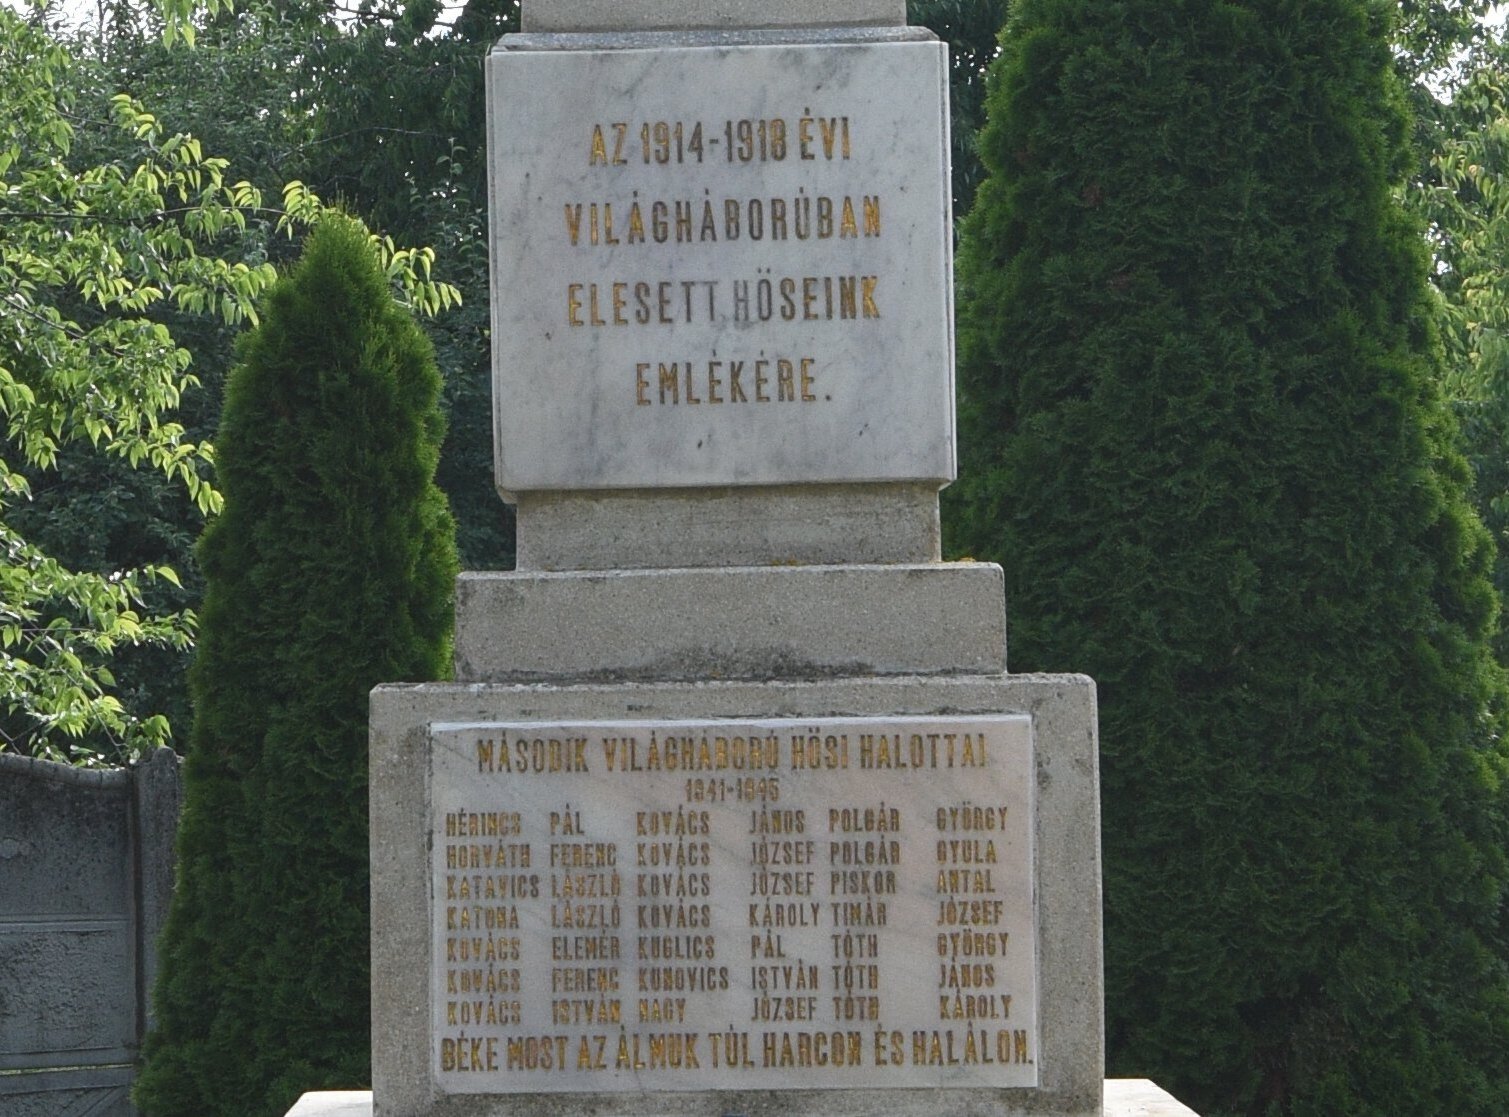 AZ 1914-1918 ÉVI
VILÁGHÁBORÚBAN
ELESETT HŐSEINK
EMLÉKÉRE.
MÁSODIK VILÁGHÁBORÚ HŐSI HALOTTAI
1941-1945
HÉRINCS PÁL KOVÁCS JÁNOS POLGÁR GYÖRGY
HORVÁTH FERENC KOVÁCS JÓZSEF POLGÁR GYULA
KATAVICS LÁSZLÓ KOVÁCS JÓZSEF PISKOR ANTAL
KATONA LÁSZLÓ KOVÁCS KÁROLY TIMÁR JÓZSEF
KOVÁCS ELEMÉR KUGLICS PÁL TÓTH GYÖRGY
KOVÁCS FERENC KUNOVICS ISTVÁN TÓTH JÁNOS
KOVÁCS ISTVÁN NAGY JÓZSEF TÓTH KÁROLY
BÉKE MOST AZ ÁLMUK TÚL HARCON ÉS HALÁLON.